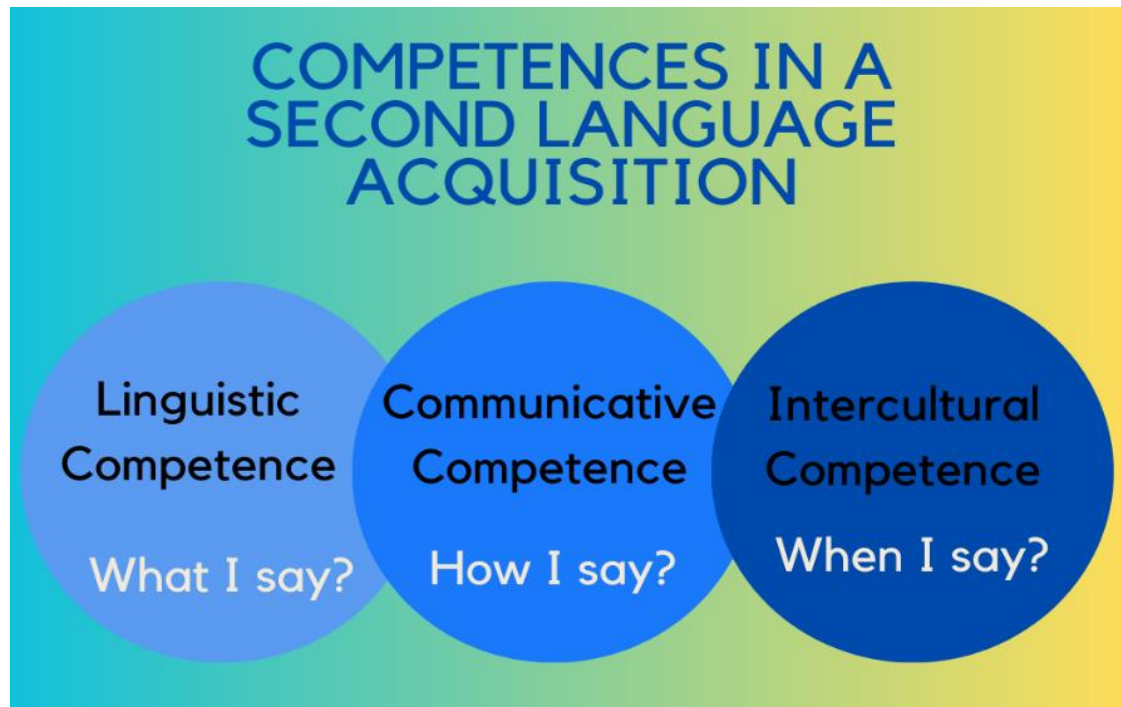 COMPETENCES IN A
SECOND LANGUAGE
ACQUISITION
Linguistic
Competence
What I say?
Communicative
Competence
How I say?
Intercultural
Competence
When I say?